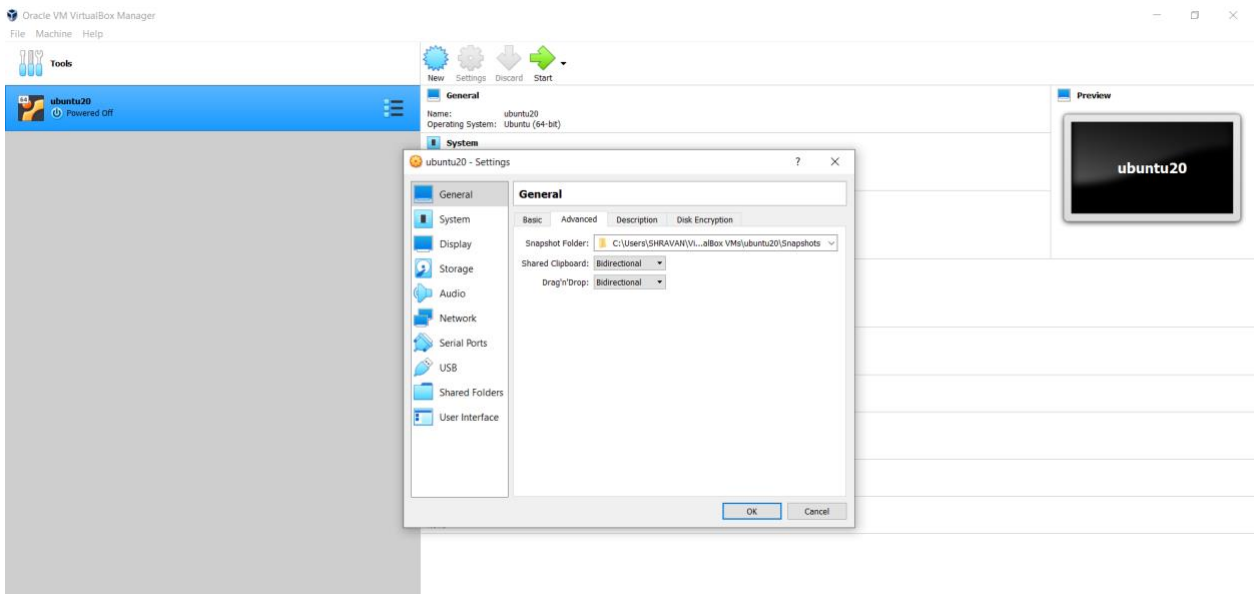 Oracle VM VirtualBox Manager
File Machine Help
Tools
New Settings Discard Start
64 ubuntu20
Powered Off
General
Name: ubuntu20
Operating System: Ubuntu (64-bit)
System
Preview
ubuntu20
ubuntu20 - Settings
General
System
Display
Storage
Audio
Network
Serial Ports
USB
Shared Folders
User Interface
General
Basic Advanced Description Disk Encryption
Snapshot Folder: C:\Users\SHRAVAN\Vi...alBox VMs\ubuntu20\Snapshots
Shared Clipboard: Bidirectional
Drag'n'Drop: Bidirectional
OK Cancel